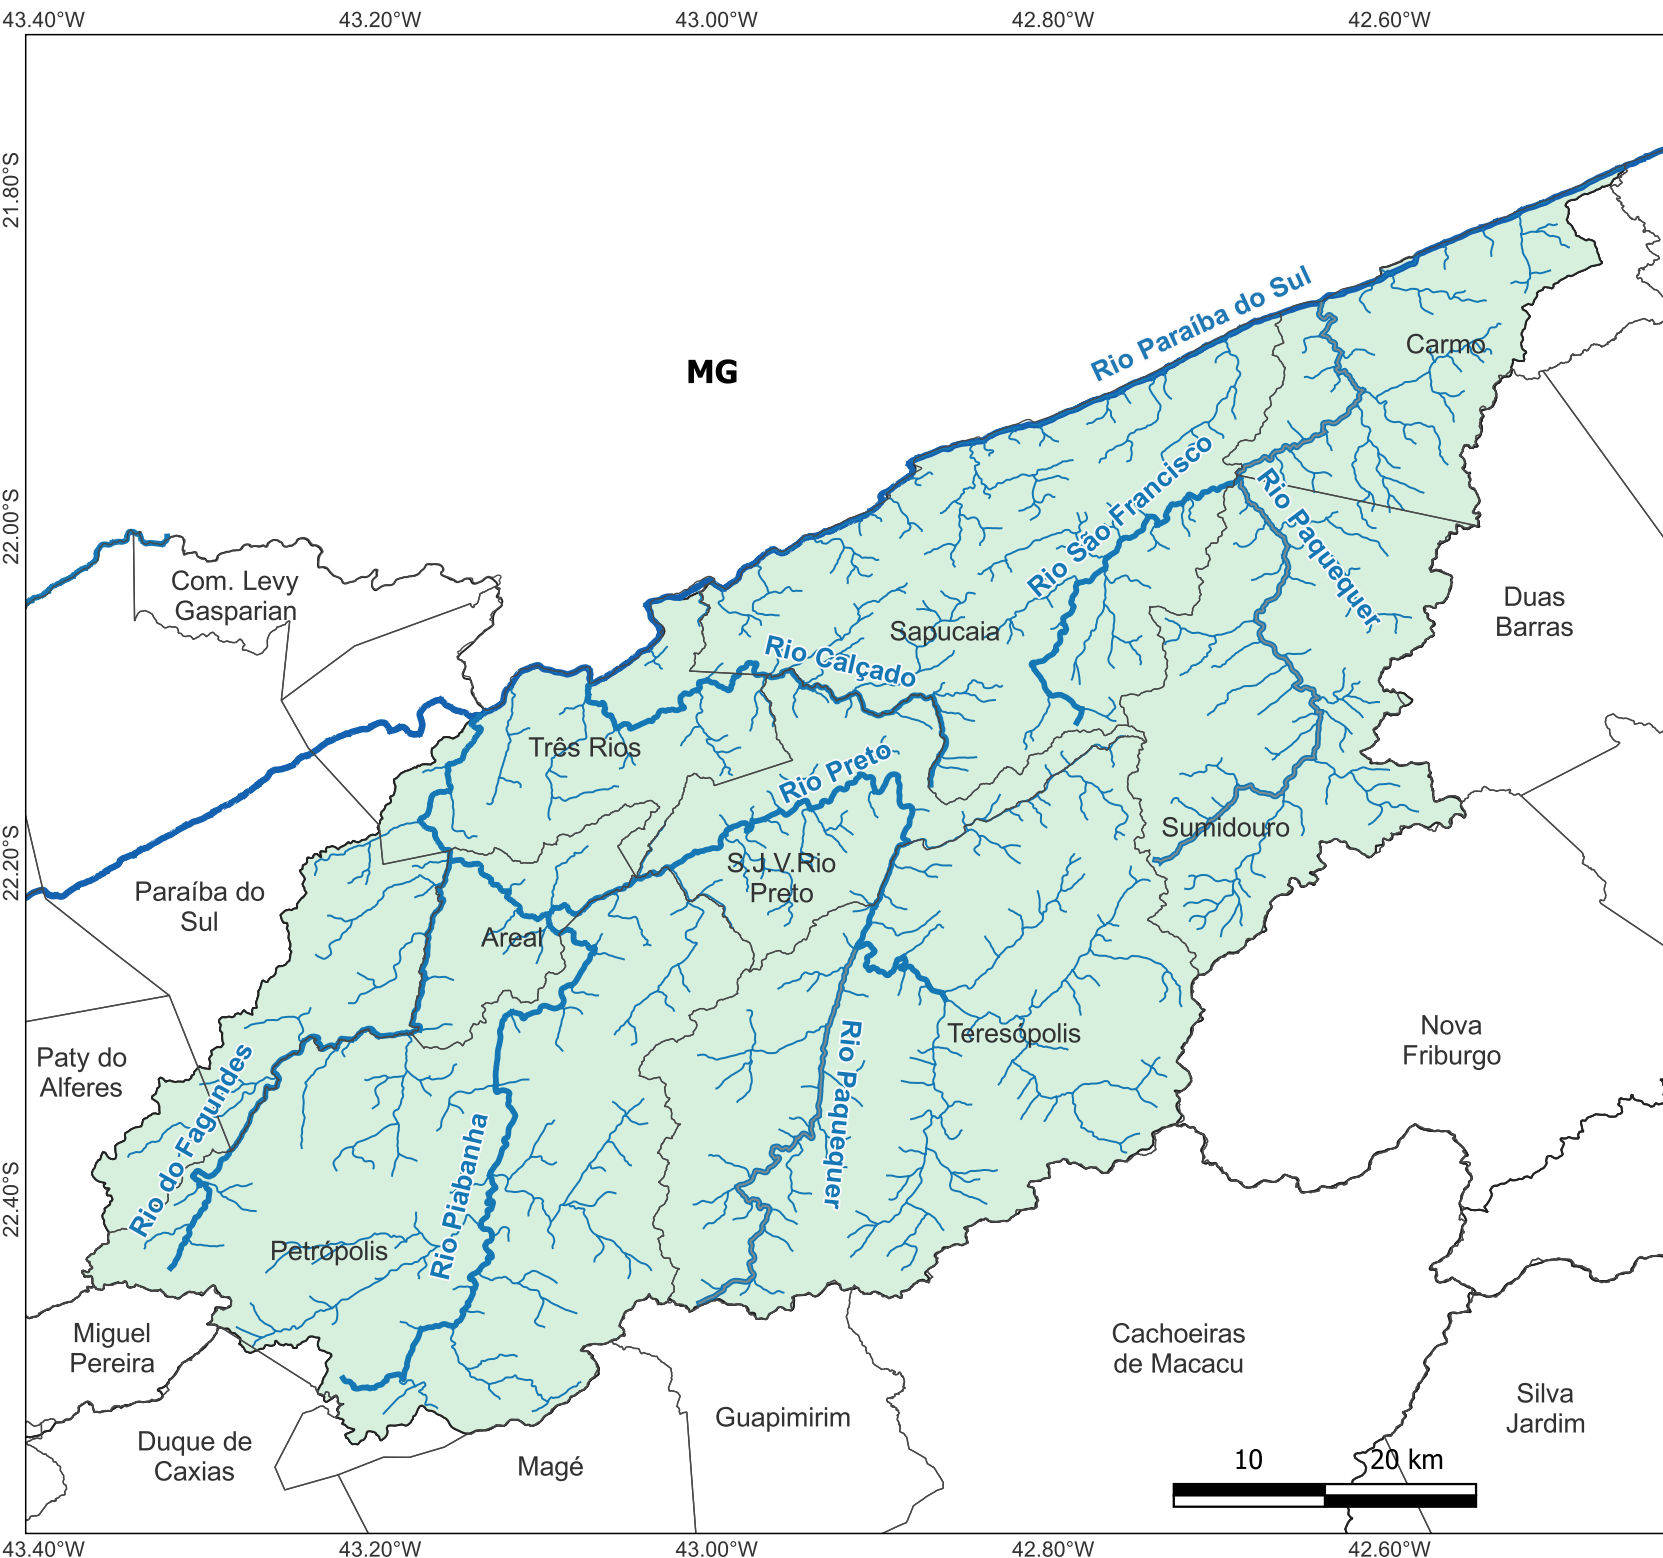 43.40°W
43.20°W
43.00°W
42.80°W
42.60°W
21.80°S
22.00°S
22.20°S
22.40°S
Rio Paraíba do Sul
MG
Carmo
Rio São Francisco
Rio Paquequer
Com. Levy
Gasparian
Duas
Barras
Sapucaia
Rio Calçado
Três Rios
Rio Preto
Sumidouro
S.J.V.Rio
Preto
Paraíba do
Sul
Areal
Teresópolis
Nova
Friburgo
Paty do
Alferes
Rio do Fagundes
Rio Piabanha
Rio Paquequer
Petrópolis
Miguel
Pereira
Cachoeiras
de Macacu
Silva
Jardim
Guapimirim
Duque de
Caxias
Magé
10
20 km
43.40°W
43.20°W
43.00°W
42.80°W
42.60°W